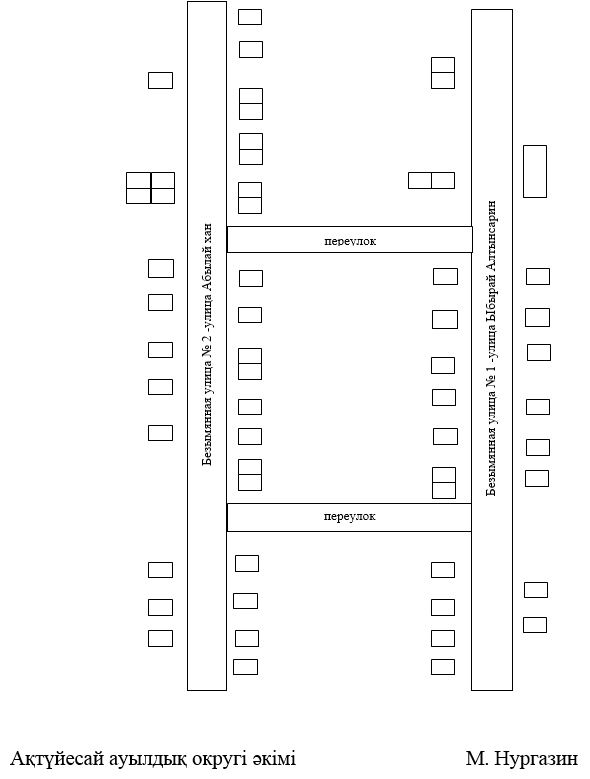 переулок
Безымянная улица № 2 -улица Абылай хан
Безымянная улица № 1 -улица Ыбырай Алтынсарин
переулок
Ақтүйесай ауылдық округі әкімі М. Нургазин